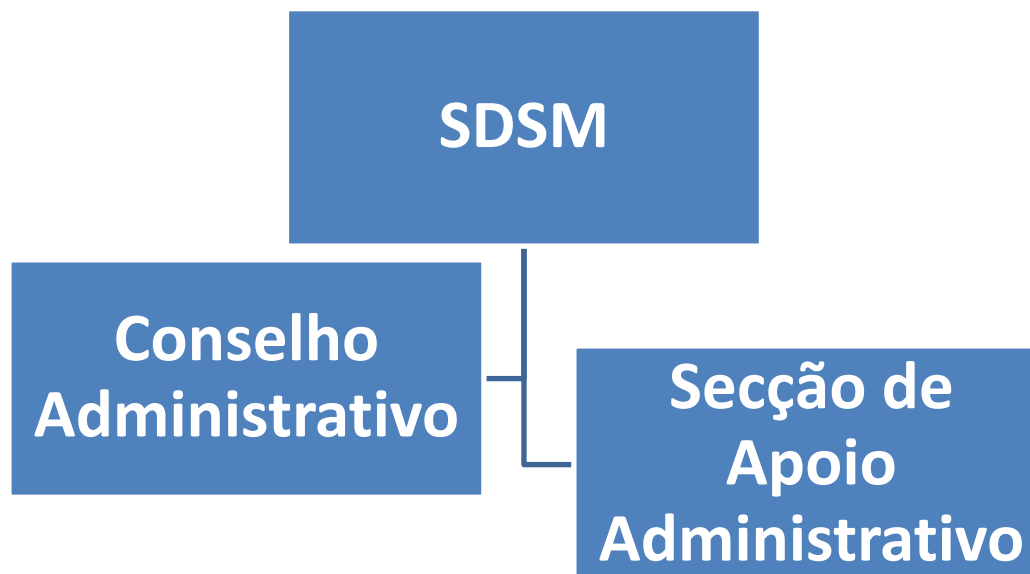 SDSM
Conselho
Administrativo
Secção de
Apoio
Administrativo